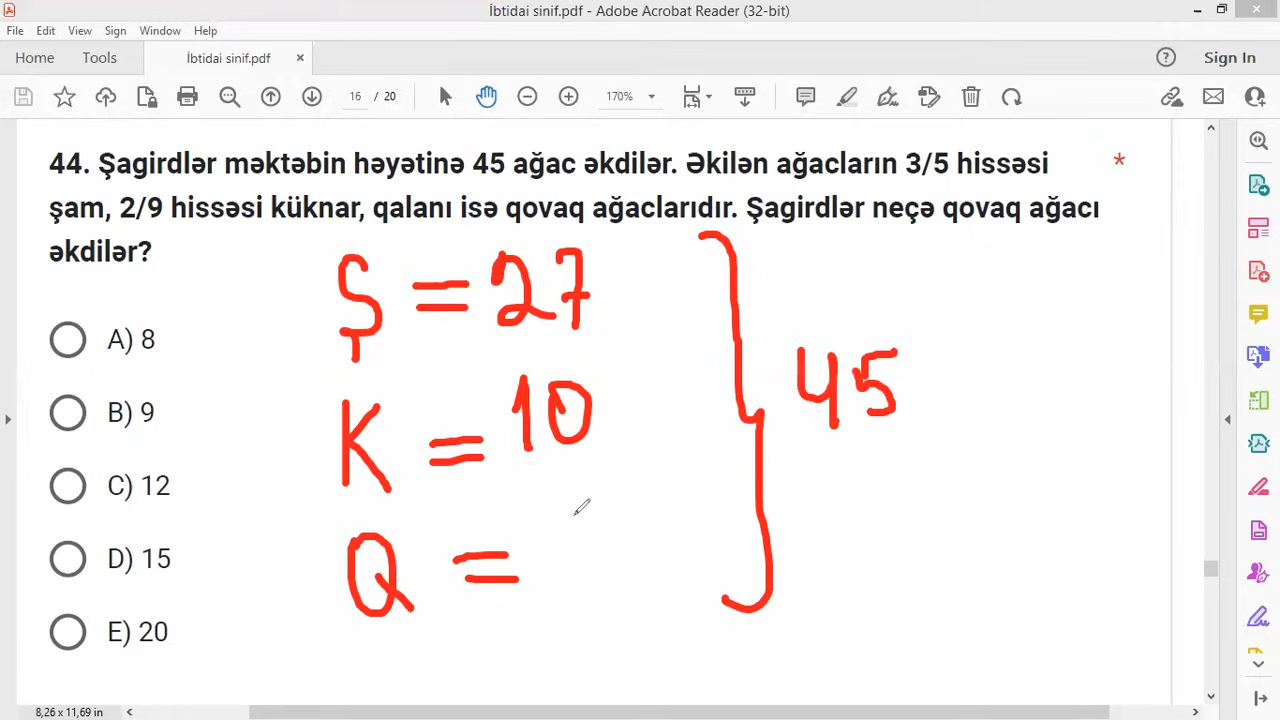 İbtidai sinif.pdf - Adobe Acrobat Reader (32-bit)
File Edit View Sign Window Help
Home Tools İbtidai sinif.pdf × Sign In
16 / 20 170%
44. Şagirdlər məktəbin həyətinə 45 ağac əkdilər. Əkilən ağacların 3/5 hissəsi *
şam, 2/9 hissəsi küknar, qalanı isə qovaq ağaclarıdır. Şagirdlər neçə qovaq ağacı
əkdilər?
Ş = 27
A) 8
45
B) 9
K = 10
C) 12
D) 15
Q =
E) 20
8,26 x 11,69 in